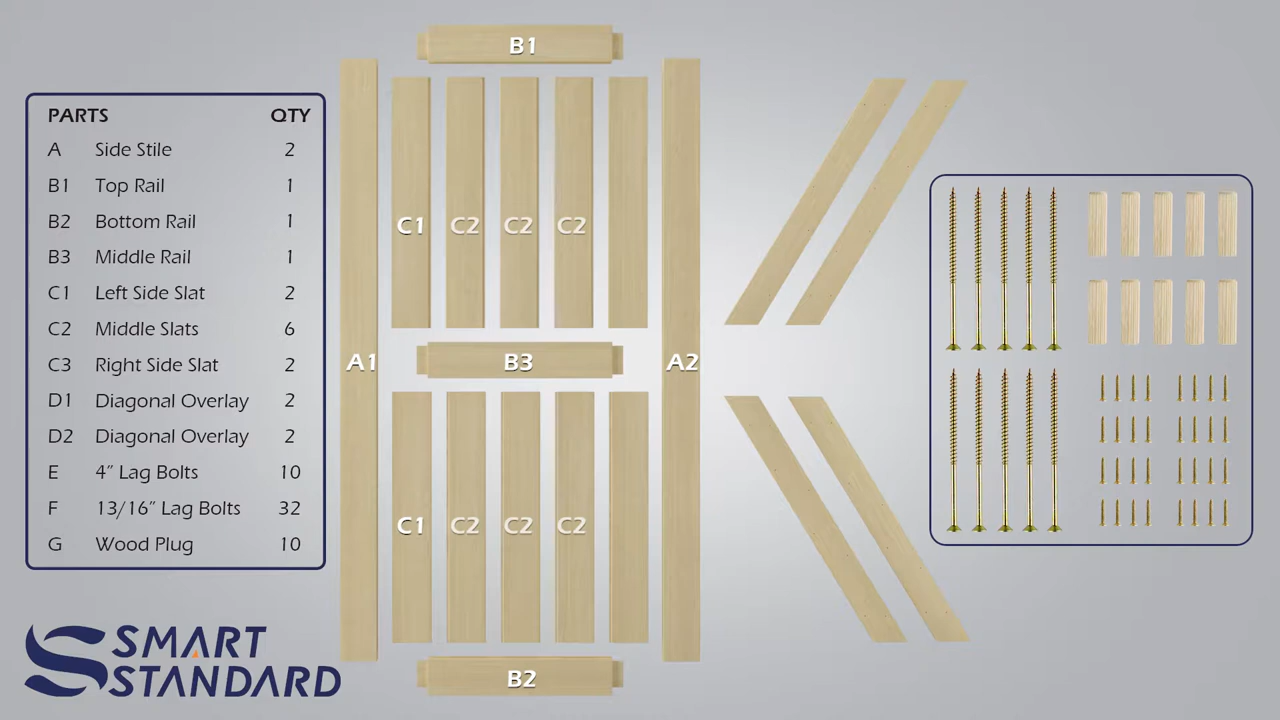 PARTS QTY
A Side Stile 2
B1 Top Rail 1
B2 Bottom Rail 1
B3 Middle Rail 1
C1 Left Side Slat 2
C2 Middle Slats 6
C3 Right Side Slat 2
D1 Diagonal Overlay 2
D2 Diagonal Overlay 2
E 4” Lag Bolts 10
F 13/16” Lag Bolts 32
G Wood Plug 10
SMART
STANDARD
B1
C1 C2 C2 C2
A1 B3 A2
C1 C2 C2 C2
B2